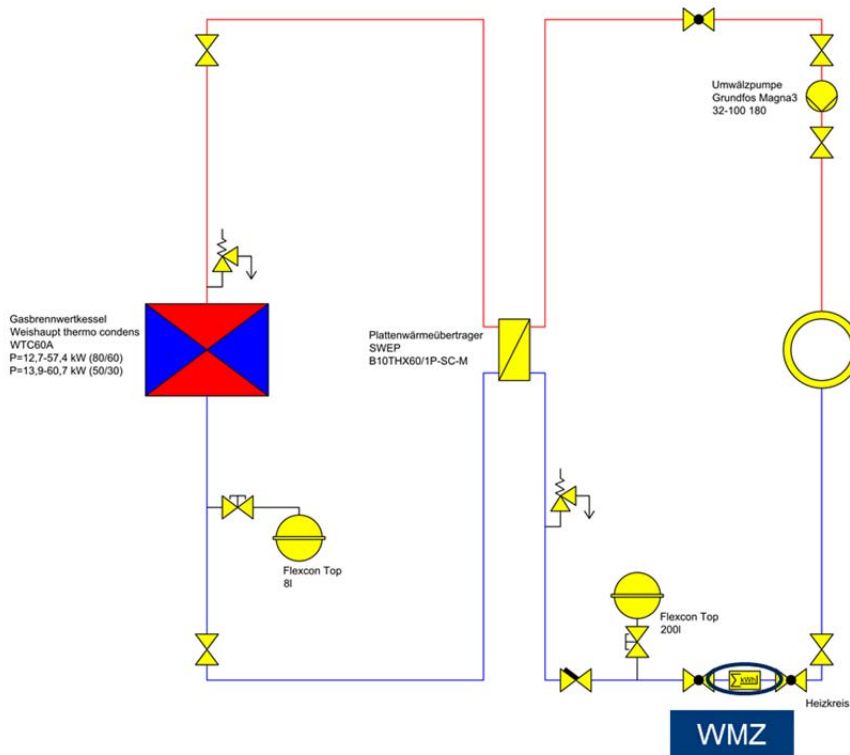 Umwälzpumpe
Grundfos Magna3
32-100 180
Gasbrennwertkessel
Weishaupt thermo condens
WTC60A
P=12,7-57,4 kW (80/60)
P=13,9-60,7 kW (50/30)
Plattenwärmeübertrager
SWEP
B10THX60/1P-SC-M
Flexcon Top
8l
Flexcon Top
200l
∑kWh
Heizkreis
WMZ